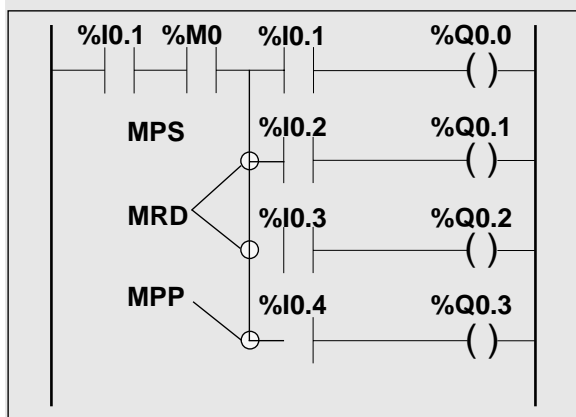 %I0.1 %M0 %I0.1 %Q0.0
( )
MPS %I0.2 %Q0.1
( )
MRD %I0.3 %Q0.2
( )
MPP %I0.4 %Q0.3
( )